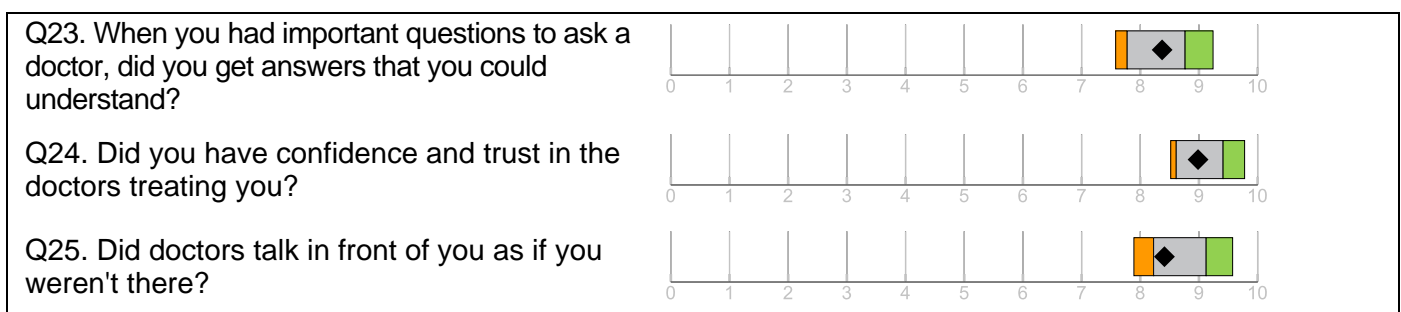 Q23. When you had important questions to ask a
doctor, did you get answers that you could
understand?
0 1 2 3 4 5 6 7 8 9 10
Q24. Did you have confidence and trust in the
doctors treating you?
0 1 2 3 4 5 6 7 8 9 10
Q25. Did doctors talk in front of you as if you
weren't there?
0 1 2 3 4 5 6 7 8 9 10